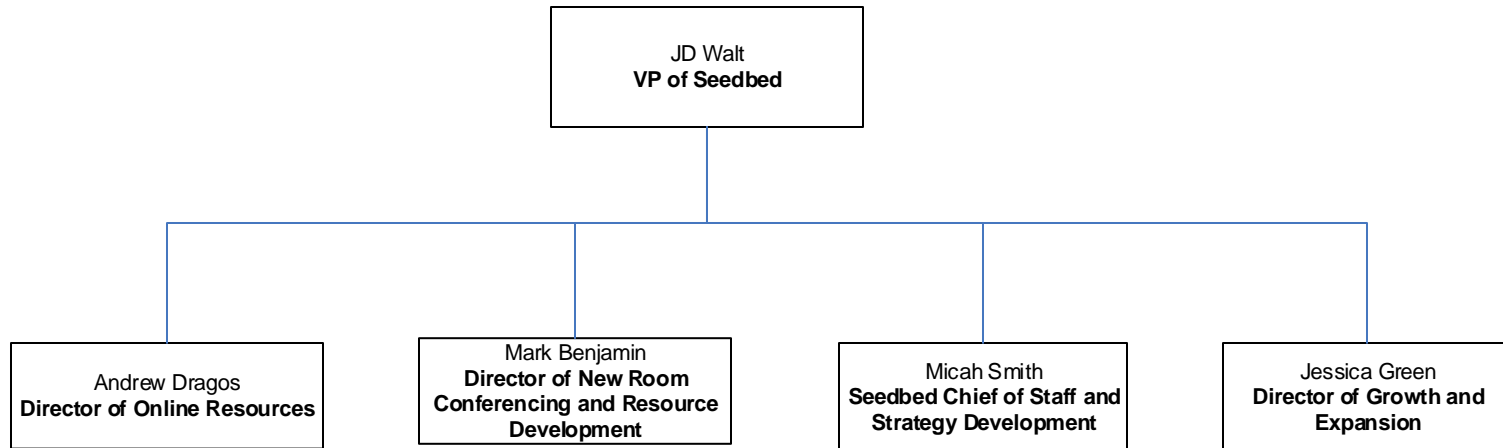 JD Walt
VP of Seedbed
Andrew Dragos
Director of Online Resources
Mark Benjamin
Director of New Room
Conferencing and Resource
Development
Micah Smith
Seedbed Chief of Staff and
Strategy Development
Jessica Green
Director of Growth and
Expansion